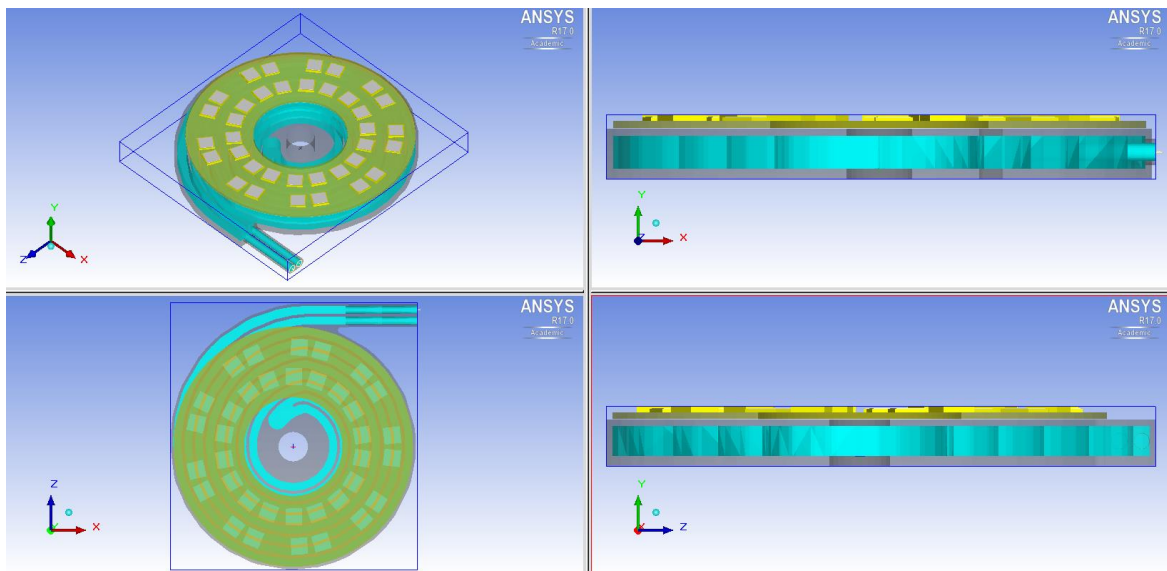 ANSYS
R17.0
Academic
Y
Z
X
ANSYS
R17.0
Academic
Y
Z
X
ANSYS
R17.0
Academic
Z
Y
X
ANSYS
R17.0
Academic
Y
X
Z